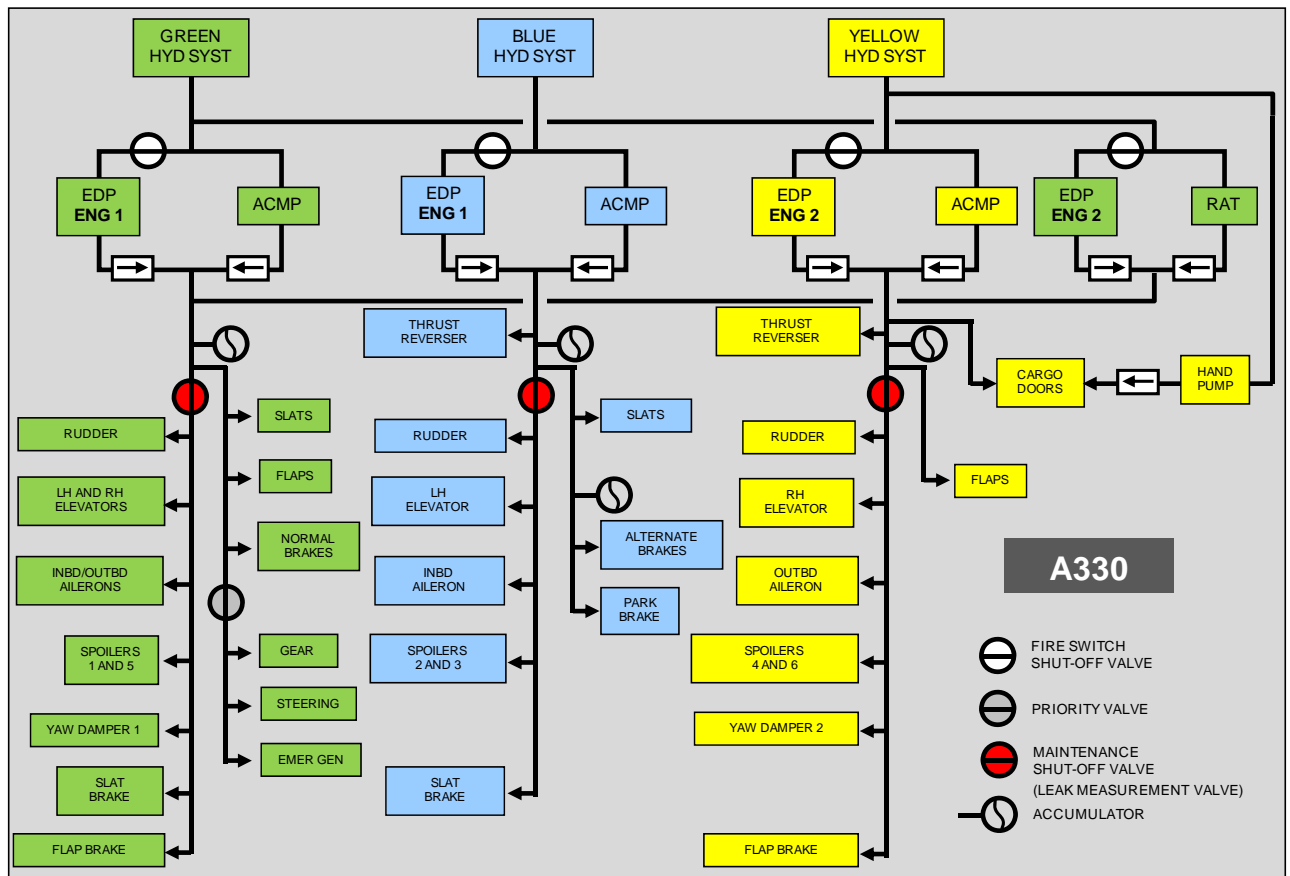 GREEN
HYD SYST
BLUE
HYD SYST
YELLOW
HYD SYST
EDP
ENG 1
ACMP
EDP
ENG 1
ACMP
EDP
ENG 2
ACMP
EDP
ENG 2
RAT
THRUST
REVERSER
THRUST
REVERSER
CARGO
DOORS
HAND
PUMP
SLATS
SLATS
RUDDER
RUDDER
RUDDER
FLAPS
FLAPS
LH AND RH
ELEVATORS
LH
ELEVATOR
RH
ELEVATOR
NORMAL
BRAKES
ALTERNATE
BRAKES
INBD/OUTBD
AILERONS
INBD
AILERON
OUTBD
AILERON
A330
PARK
BRAKE
SPOILERS
1 AND 5
GEAR
SPOILERS
2 AND 3
SPOILERS
4 AND 6
FIRE SWITCH
SHUT-OFF VALVE
STEERING
PRIORITY VALVE
YAW DAMPER 1
YAW DAMPER 2
EMER GEN
MAINTENANCE
SHUT-OFF VALVE
(LEAK MEASUREMENT VALVE)
SLAT
BRAKE
SLAT
BRAKE
ACCUMULATOR
FLAP BRAKE
FLAP BRAKE